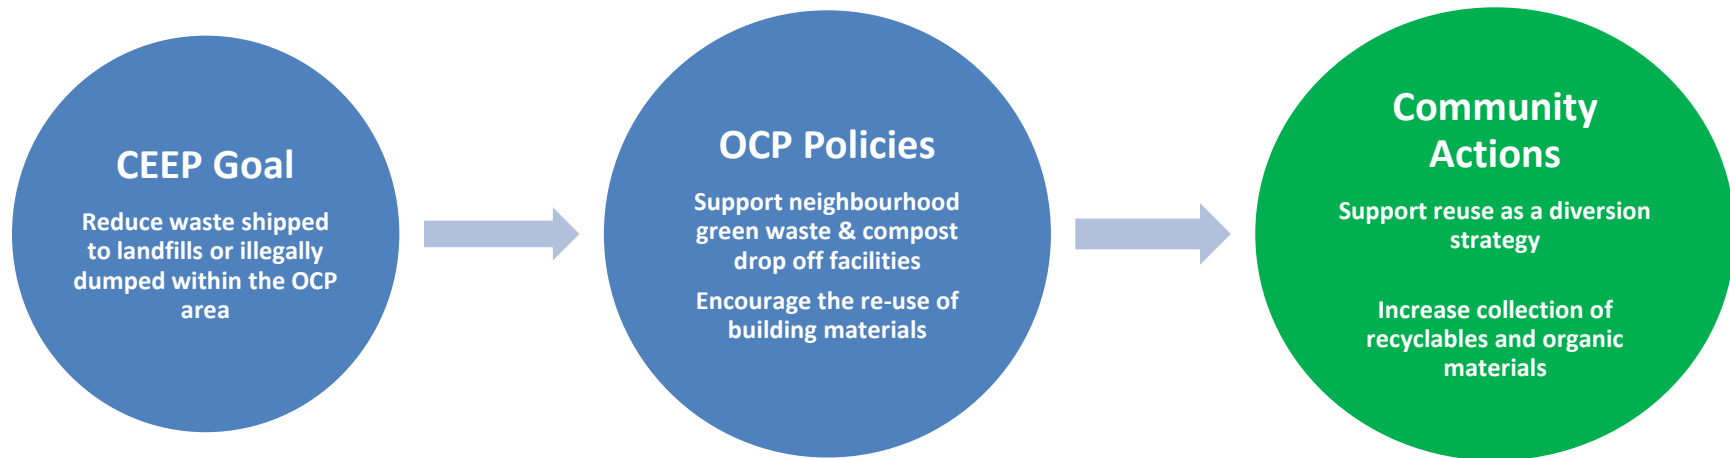 CEEP Goal
Reduce waste shipped
to landfills or illegally
dumped within the OCP
area
OCP Policies
Support neighbourhood
green waste & compost
drop off facilities
Encourage the re-use of
building materials
Community
Actions
Support reuse as a diversion
strategy
Increase collection of
recyclables and organic
materials